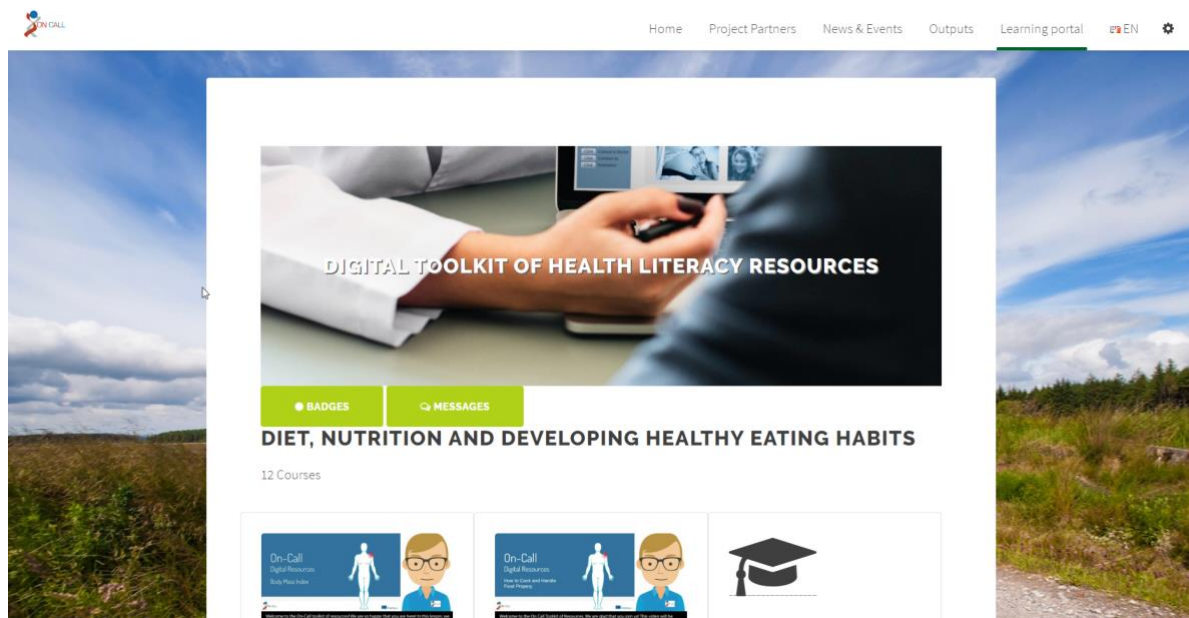 ON CALL
Home Project Partners News & Events Outputs Learning portal EN
DIGITAL TOOLKIT OF HEALTH LITERACY RESOURCES
BADGES MESSAGES
DIET, NUTRITION AND DEVELOPING HEALTHY EATING HABITS
12 Courses
On-Call
Digital Resources
Body Mass Index
On-Call
Digital Resources
How to Cook and Handle
Food Properly